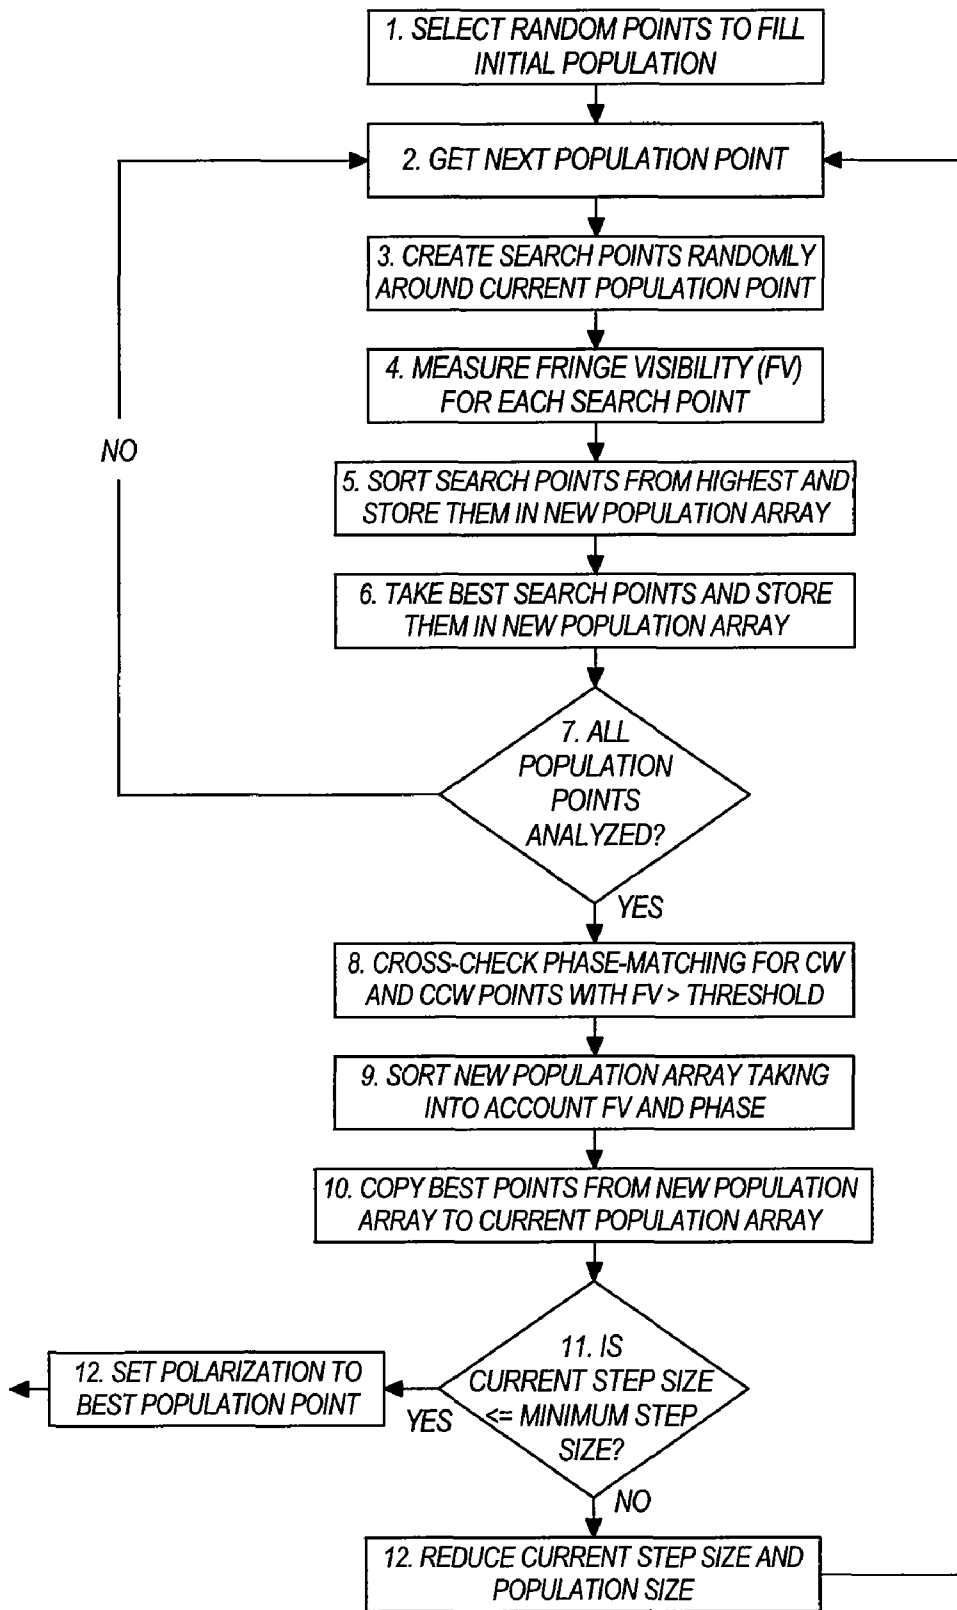 1. SELECT RANDOM POINTS TO FILL
INITIAL POPULATION
2. GET NEXT POPULATION POINT
3. CREATE SEARCH POINTS RANDOMLY
AROUND CURRENT POPULATION POINT
4. MEASURE FRINGE VISIBILITY (FV)
FOR EACH SEARCH POINT
NO
5. SORT SEARCH POINTS FROM HIGHEST AND
STORE THEM IN NEW POPULATION ARRAY
6. TAKE BEST SEARCH POINTS AND STORE
THEM IN NEW POPULATION ARRAY
7. ALL
POPULATION
POINTS
ANALYZED?
YES
8. CROSS-CHECK PHASE-MATCHING FOR CW
AND CCW POINTS WITH FV > THRESHOLD
9. SORT NEW POPULATION ARRAY TAKING
INTO ACCOUNT FV AND PHASE
10. COPY BEST POINTS FROM NEW POPULATION
ARRAY TO CURRENT POPULATION ARRAY
11. IS
CURRENT STEP SIZE
<= MINIMUM STEP
SIZE?
YES
12. SET POLARIZATION TO
BEST POPULATION POINT
NO
12. REDUCE CURRENT STEP SIZE AND
POPULATION SIZE